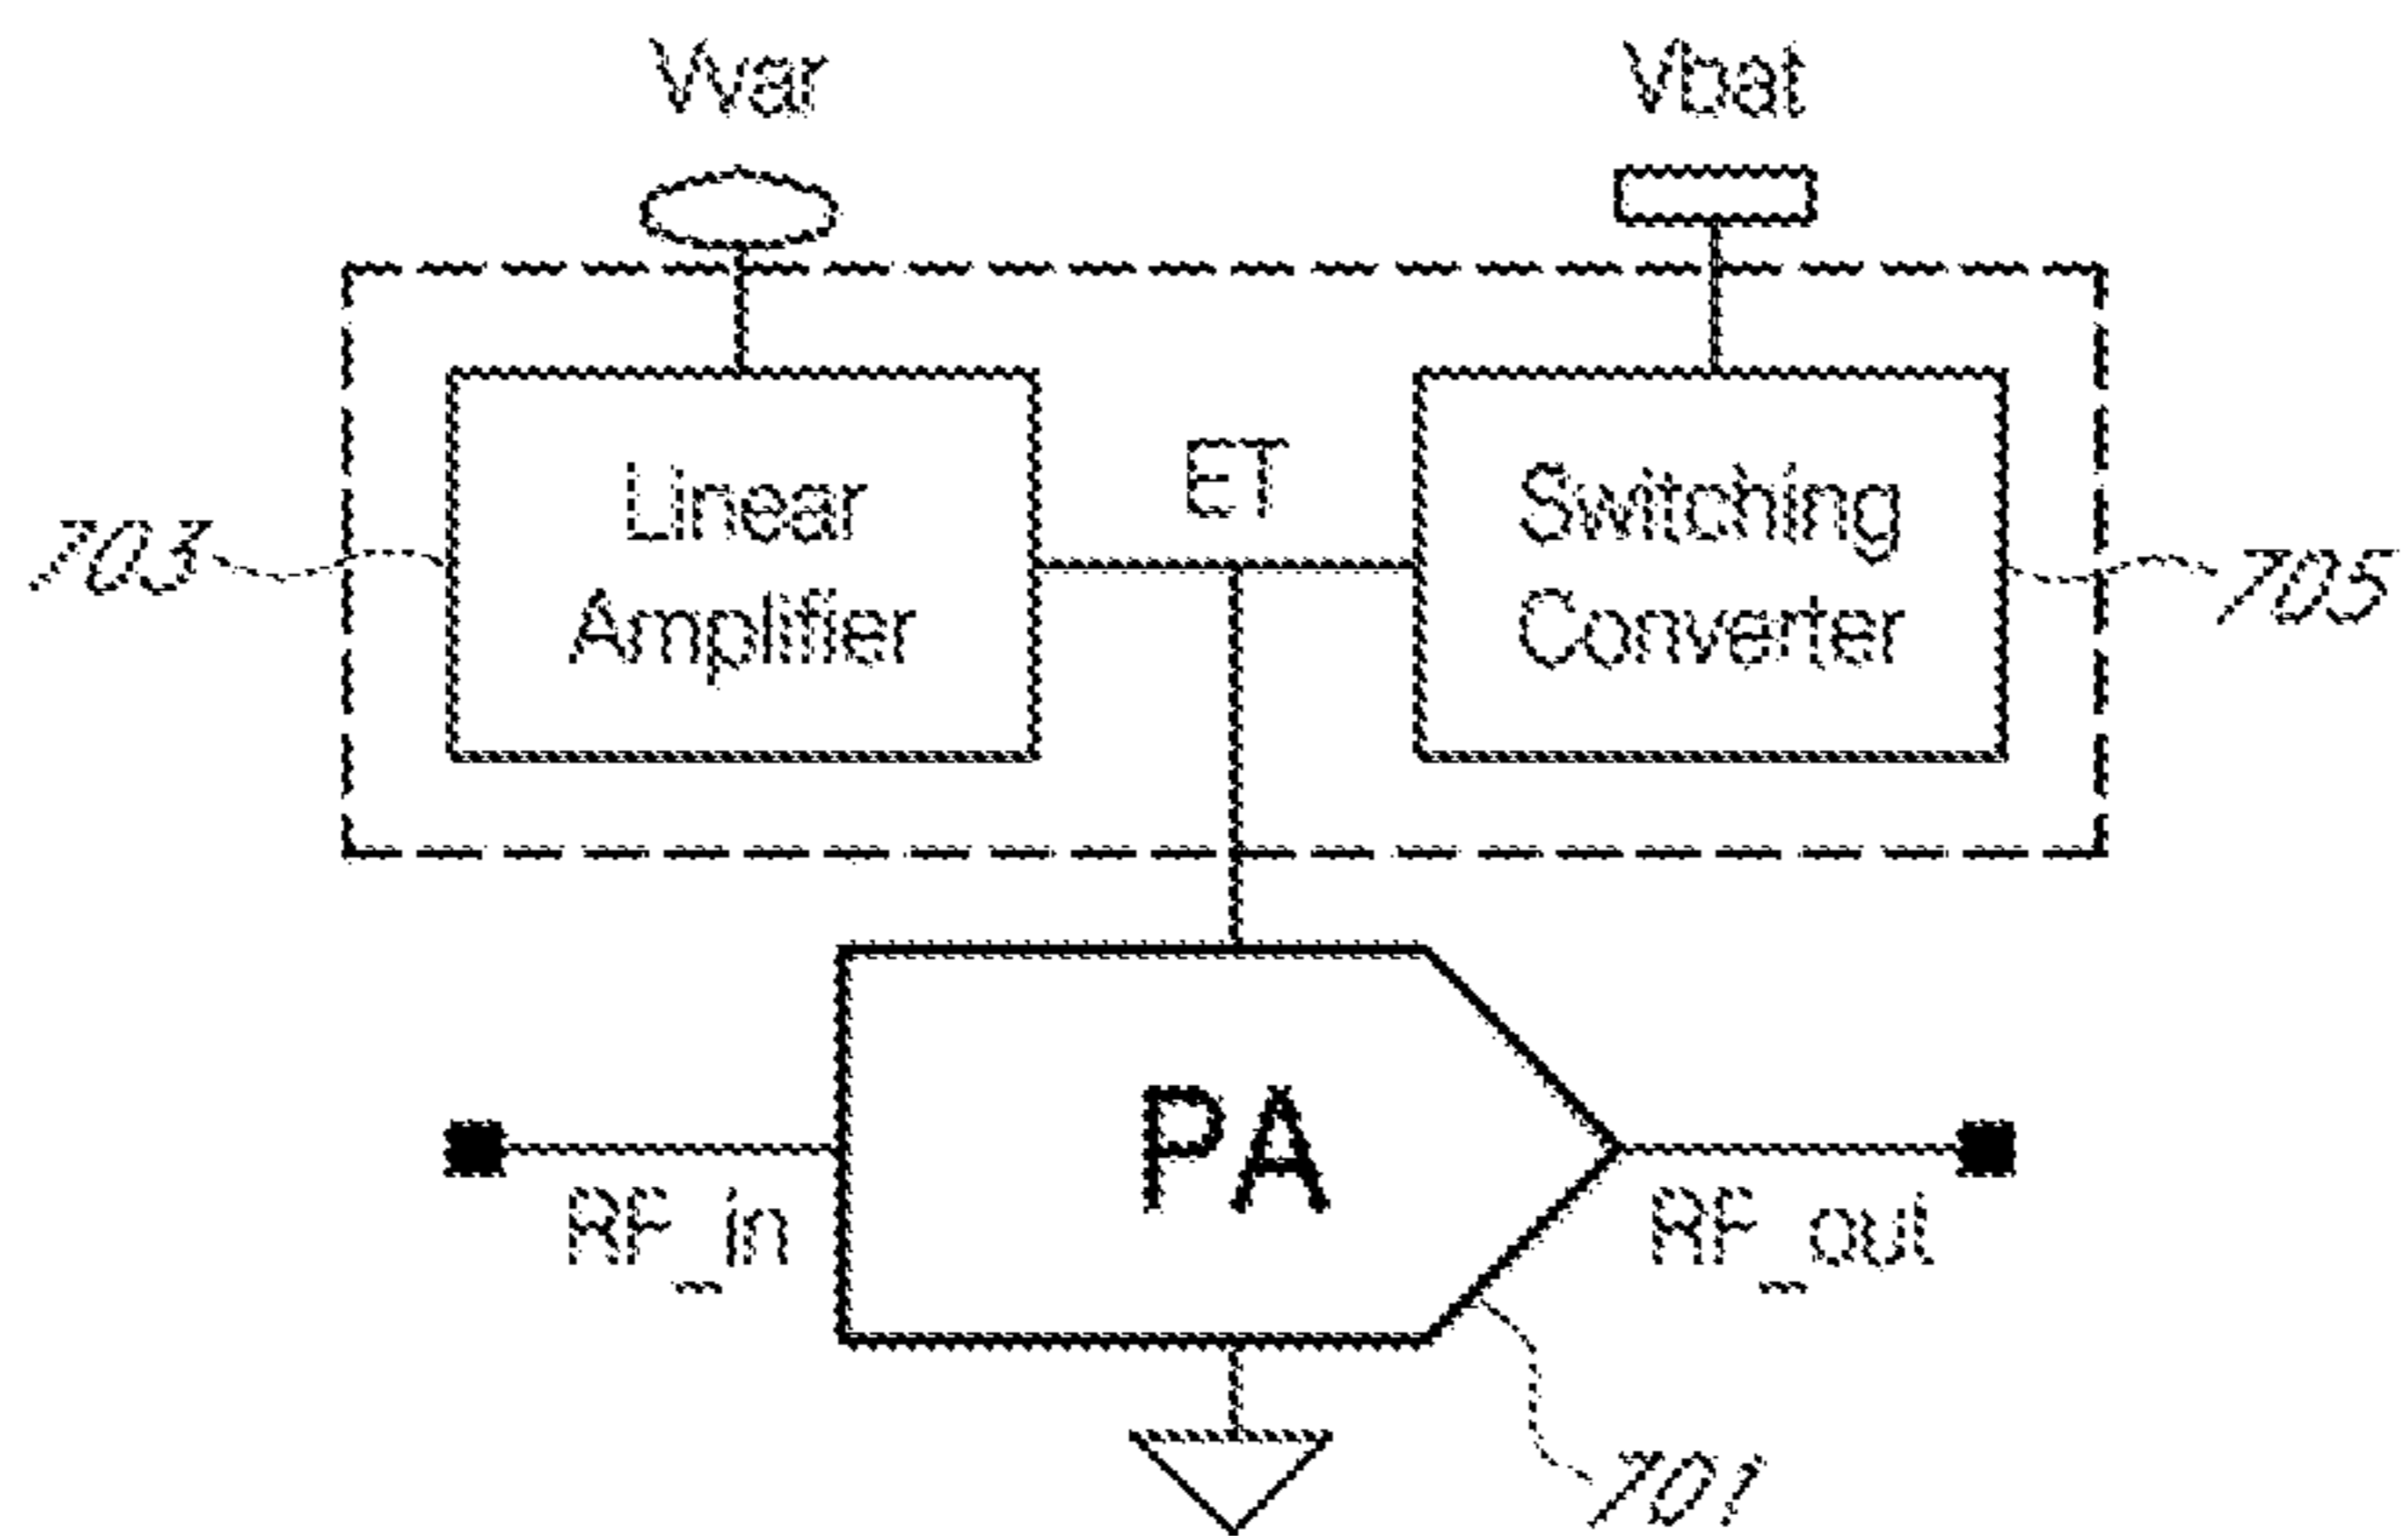 Vvar
Vbat
ET
Linear
Amplifier
Switching
Converter
703
705
PA
RF_in
RF_out
701